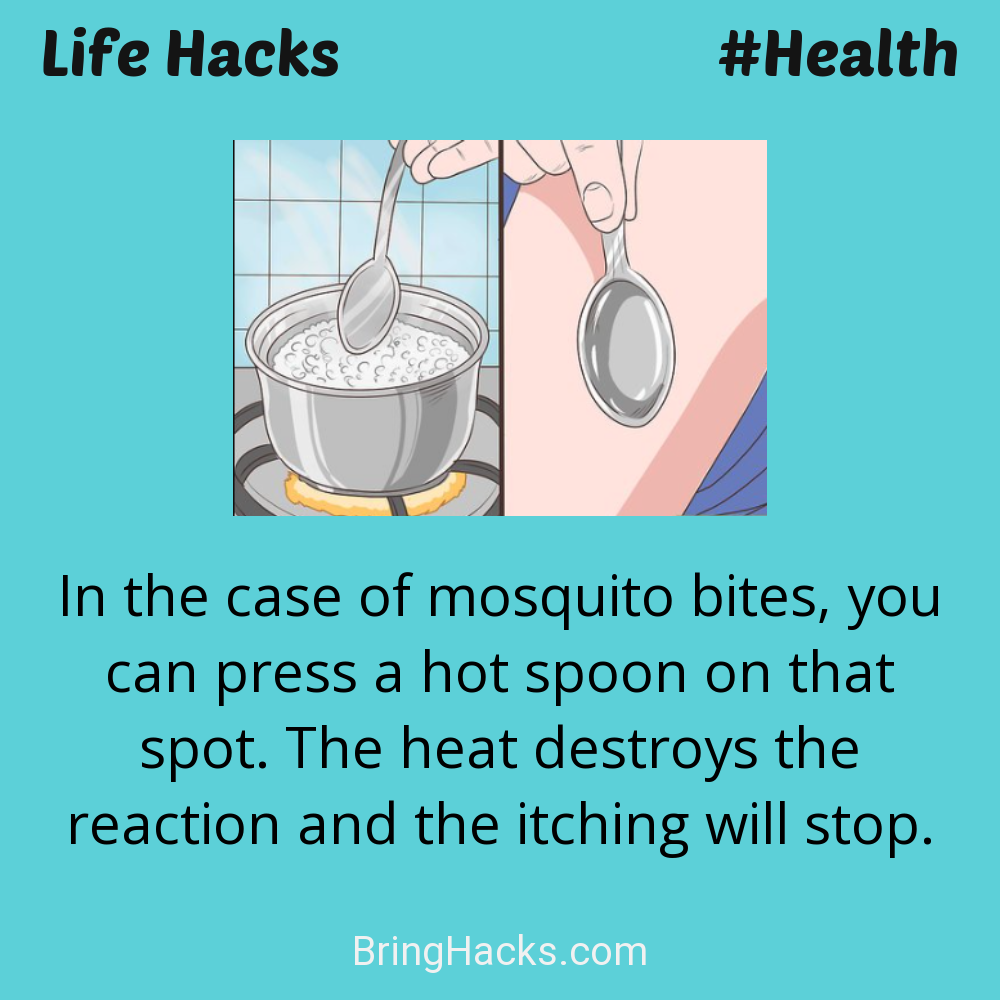 Life Hacks
#Health
In the case of mosquito bites, you
can press a hot spoon on that
spot. The heat destroys the
reaction and the itching will stop.
BringHacks.com